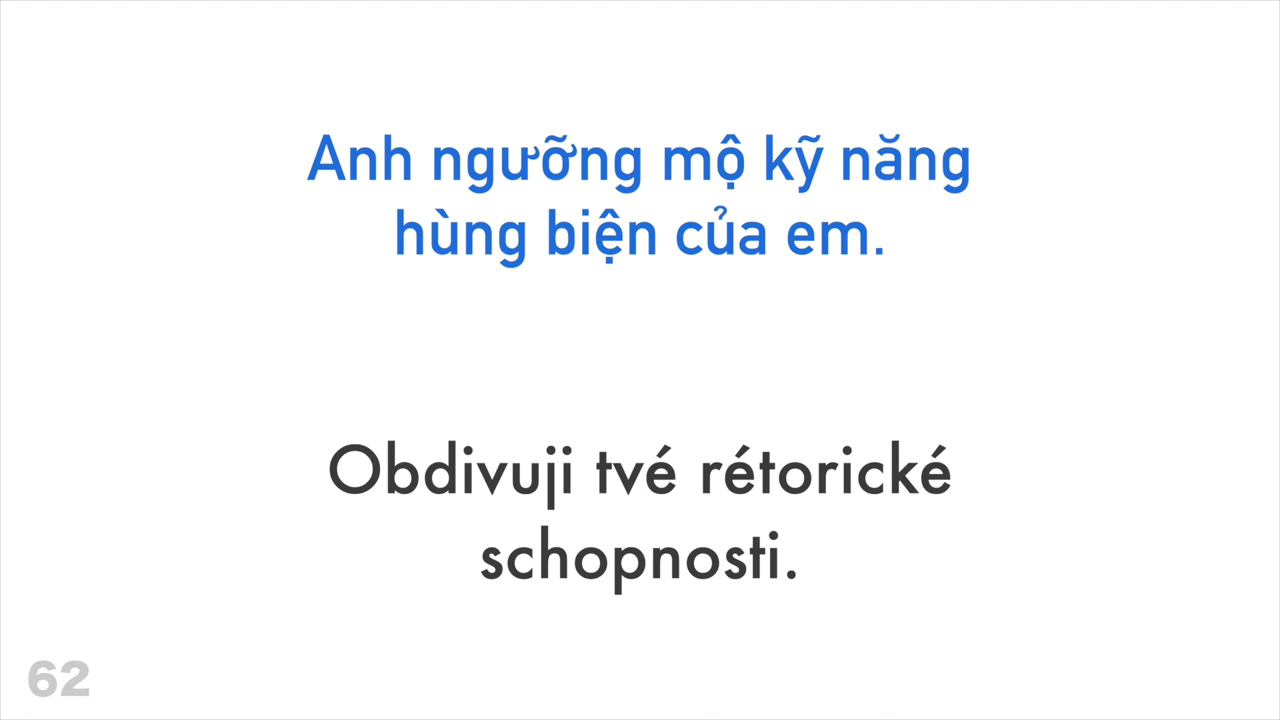 Anh ngưỡng mộ kỹ năng
hùng biện của em.
Obdivuji tvé rétorické
schopnosti.
62